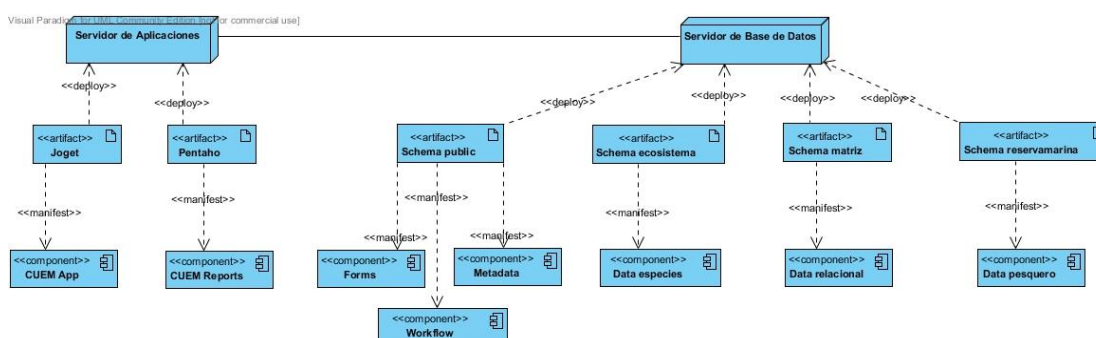 Visual Paradigm for UML Community Edition [not for commercial use]
Servidor de Aplicaciones
Servidor de Base de Datos
<<deploy>>
<<deploy>>
<<deploy>>
<<deploy>>
<<deploy>>
<<deploy>>
<<artifact>>
Joget
<<artifact>>
Pentaho
<<artifact>>
Schema public
<<artifact>>
Schema ecosistema
<<artifact>>
Schema matriz
<<artifact>>
Schema reservamarina
<<manifest>>
<<manifest>>
<<manifest>>
<<manifest>>
<<manifest>>
<<manifest>>
<<manifest>>
<<manifest>>
<<component>>
CUEM App
<<component>>
CUEM Reports
<<component>>
Forms
<<component>>
Metadata
<<component>>
Data especies
<<component>>
Data relacional
<<component>>
Data pesquero
<<component>>
Workflow